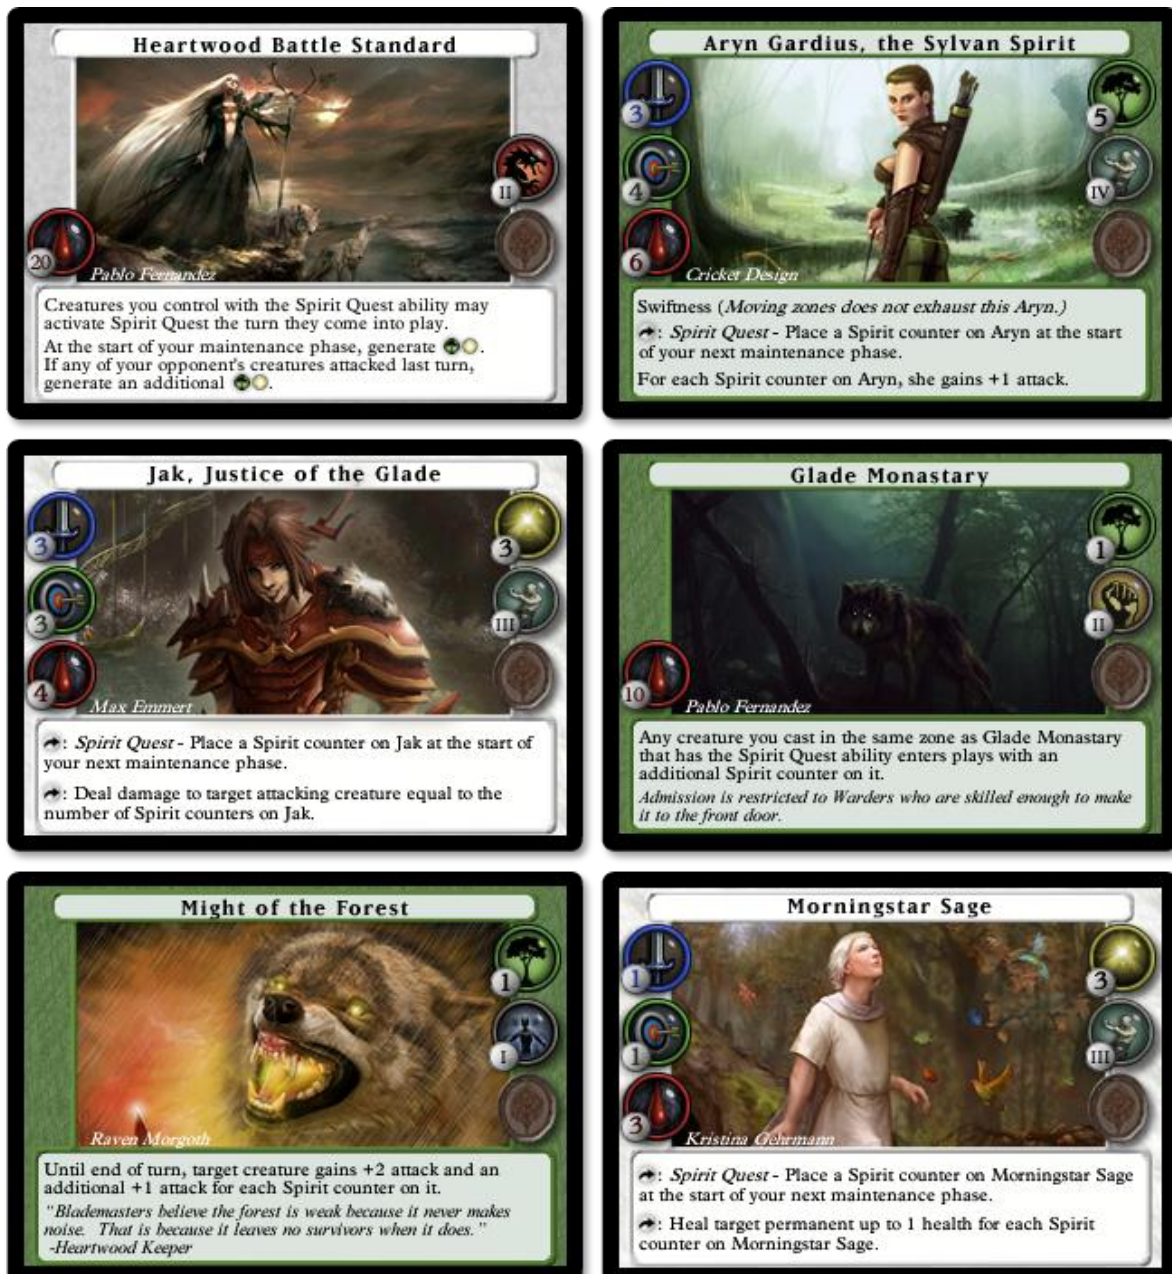 Heartwood Battle Standard
II
20
Pablo Fernandez
Creatures you control with the Spirit Quest ability may
activate Spirit Quest the turn they come into play.
At the start of your maintenance phase, generate .
If any of your opponent's creatures attacked last turn,
generate an additional .
Aryn Gardius, the Sylvan Spirit
3
5
4
IV
6
Cricket Design
Swiftness (Moving zones does not exhaust this Aryn.)
: Spirit Quest - Place a Spirit counter on Aryn at the start
of your next maintenance phase.
For each Spirit counter on Aryn, she gains +1 attack.
Jak, Justice of the Glade
3
3
3
III
4
Max Emmert
: Spirit Quest - Place a Spirit counter on Jak at the start of
your next maintenance phase.
: Deal damage to target attacking creature equal to the
number of Spirit counters on Jak.
Glade Monastary
1
II
10
Pablo Fernandez
Any creature you cast in the same zone as Glade Monastary
that has the Spirit Quest ability enters plays with an
additional Spirit counter on it.
Admission is restricted to Warders who are skilled enough to make
it to the front door.
Might of the Forest
1
I
Raven Morgoth
Until end of turn, target creature gains +2 attack and an
additional +1 attack for each Spirit counter on it.
"Blademasters believe the forest is weak because it never makes
noise. That is because it leaves no survivors when it does."
-Heartwood Keeper
Morningstar Sage
1
3
1
III
3
Kristina Gehrmann
: Spirit Quest - Place a Spirit counter on Morningstar Sage
at the start of your next maintenance phase.
: Heal target permanent up to 1 health for each Spirit
counter on Morningstar Sage.